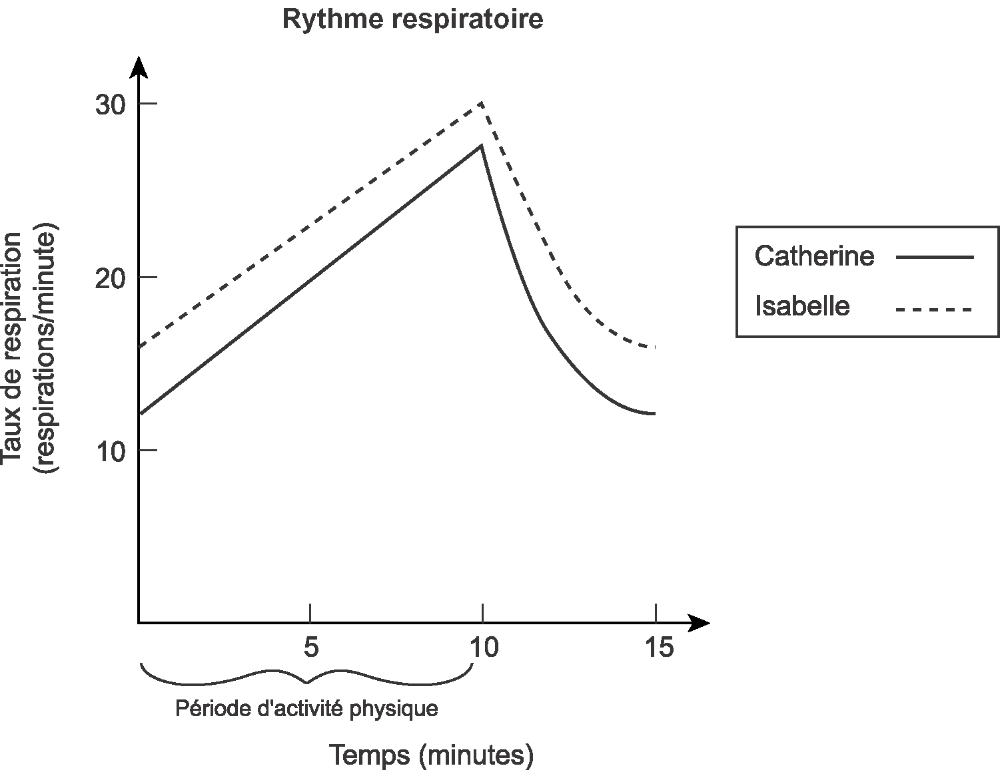 Rythme respiratoire
30
20
10
Taux de respiration
(respirations/minute)
Catherine
Isabelle
5 10 15
Période d'activité physique
Temps (minutes)